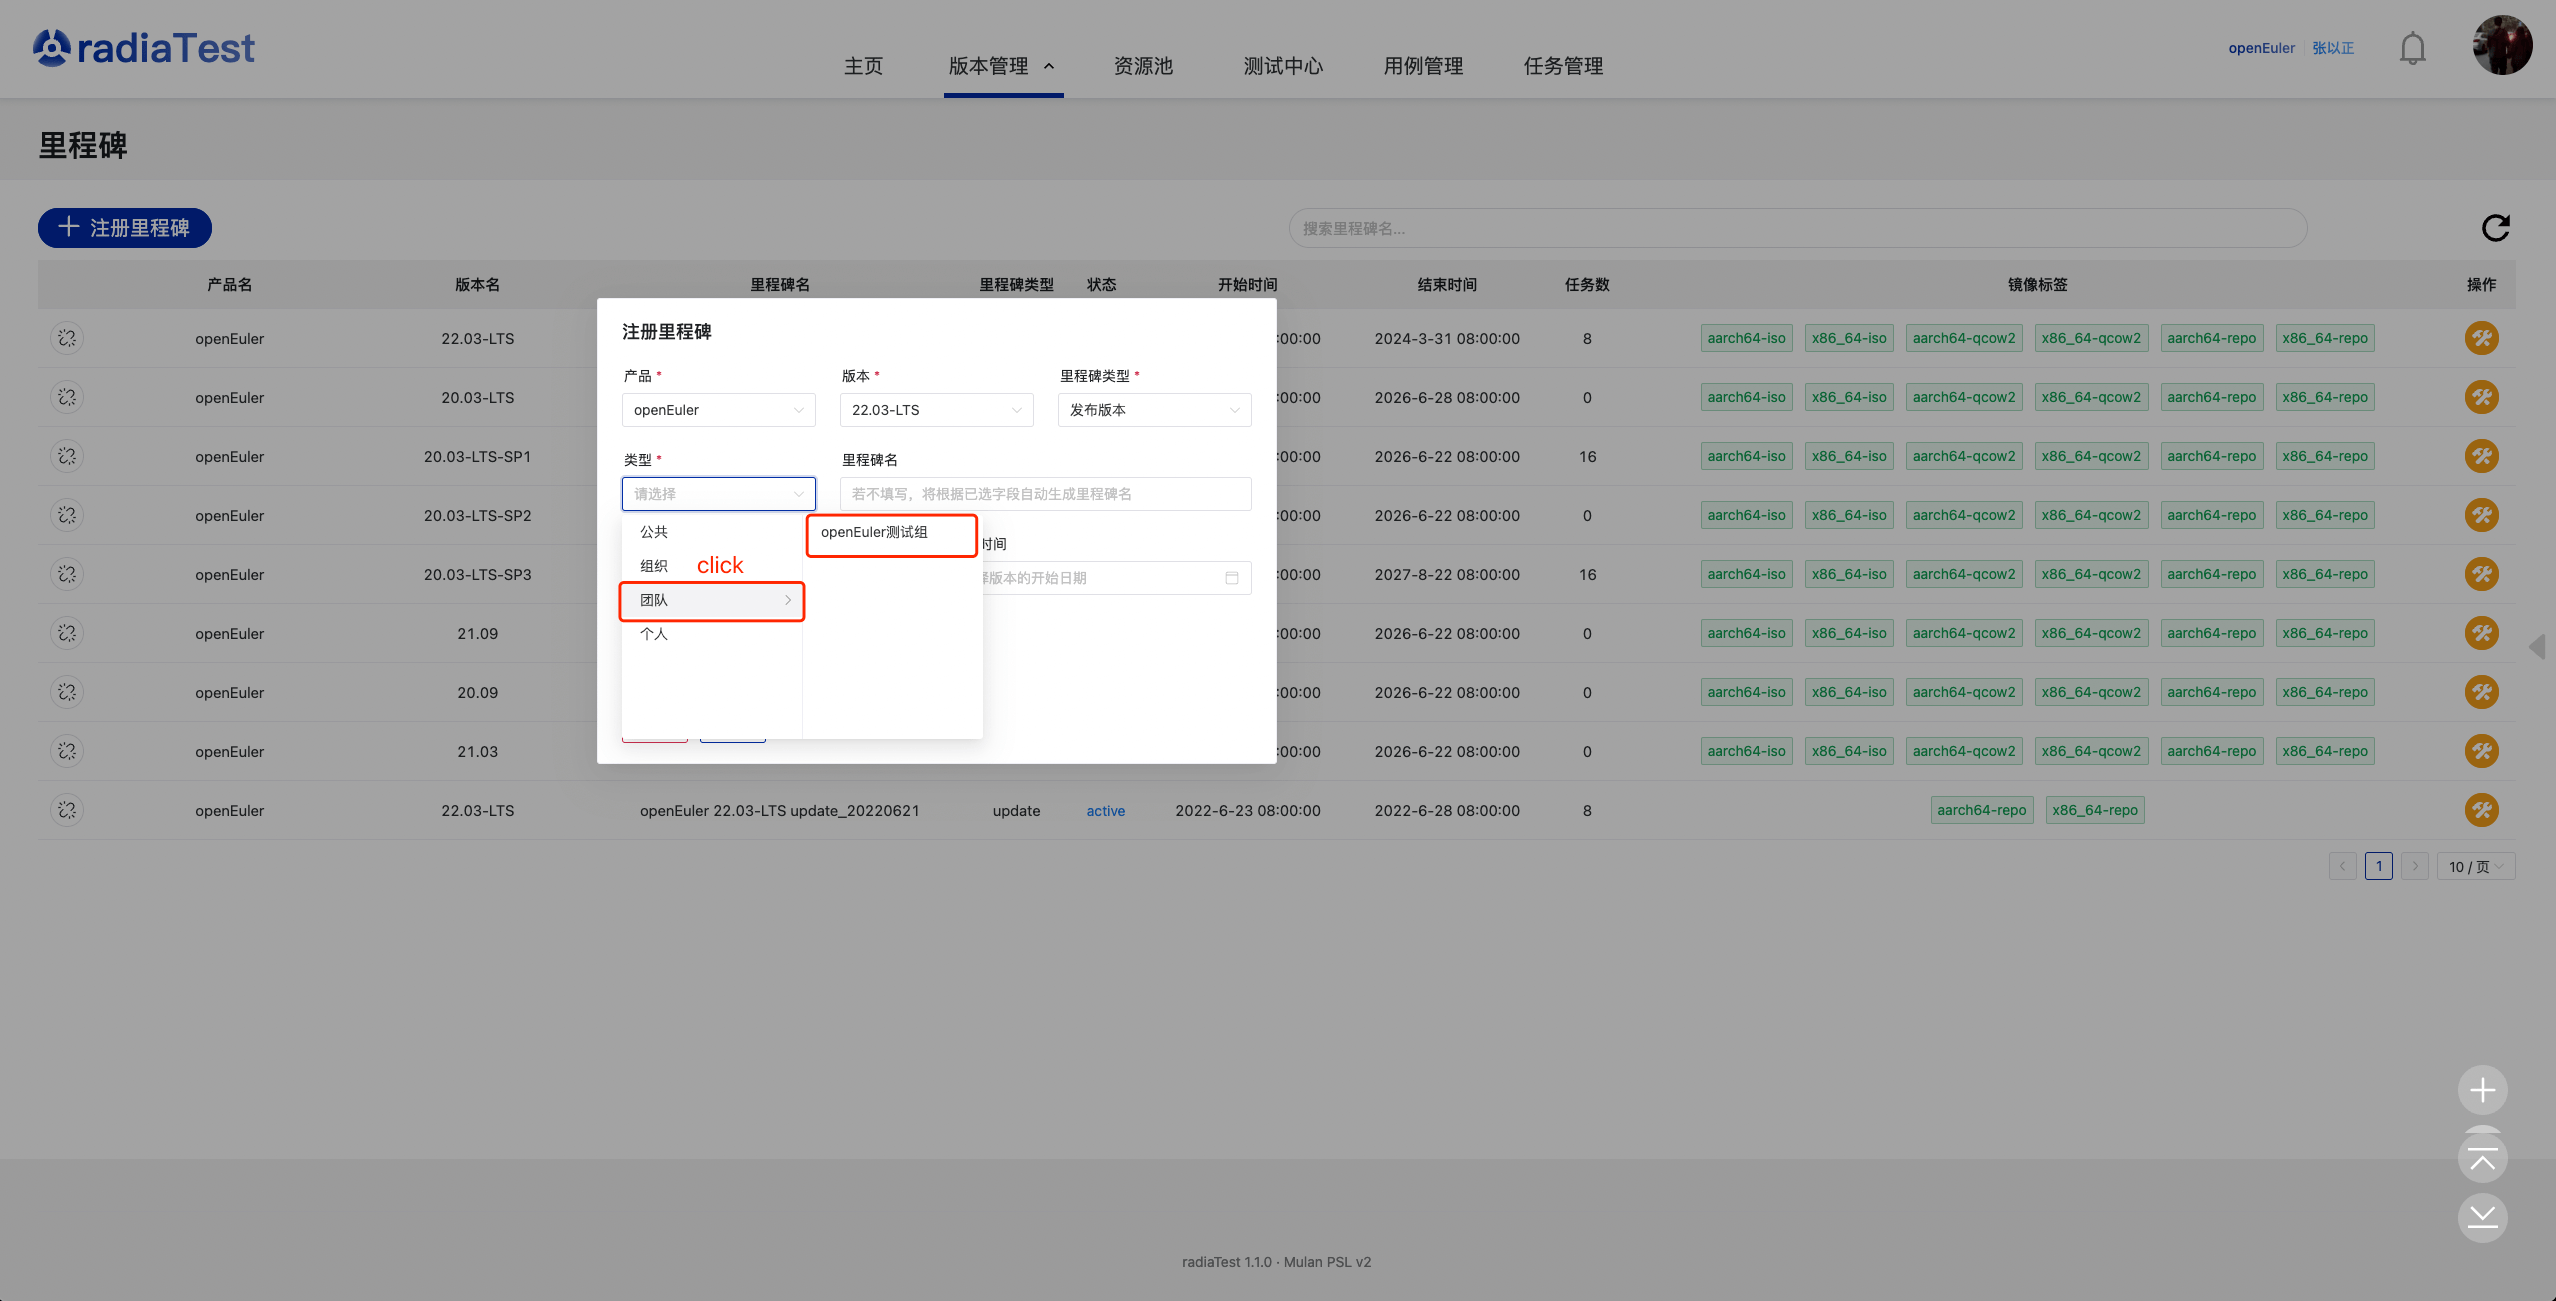 radiaTest
主页 版本管理 资源池 测试中心 用例管理 任务管理
openEuler 张以正
里程碑
注册里程碑
搜索里程碑名...
产品名 版本名 里程碑名 里程碑类型 状态 开始时间 结束时间 任务数 镜像标签 操作
openEuler 22.03-LTS :00:00 2024-3-31 08:00:00 8 aarch64-iso x86_64-iso aarch64-qcow2 x86_64-qcow2 aarch64-repo x86_64-repo
openEuler 20.03-LTS :00:00 2026-6-28 08:00:00 0 aarch64-iso x86_64-iso aarch64-qcow2 x86_64-qcow2 aarch64-repo x86_64-repo
openEuler 20.03-LTS-SP1 :00:00 2026-6-22 08:00:00 16 aarch64-iso x86_64-iso aarch64-qcow2 x86_64-qcow2 aarch64-repo x86_64-repo
openEuler 20.03-LTS-SP2 :00:00 2026-6-22 08:00:00 0 aarch64-iso x86_64-iso aarch64-qcow2 x86_64-qcow2 aarch64-repo x86_64-repo
openEuler 20.03-LTS-SP3 :00:00 2027-8-22 08:00:00 16 aarch64-iso x86_64-iso aarch64-qcow2 x86_64-qcow2 aarch64-repo x86_64-repo
openEuler 21.09 :00:00 2026-6-22 08:00:00 0 aarch64-iso x86_64-iso aarch64-qcow2 x86_64-qcow2 aarch64-repo x86_64-repo
openEuler 20.09 :00:00 2026-6-22 08:00:00 0 aarch64-iso x86_64-iso aarch64-qcow2 x86_64-qcow2 aarch64-repo x86_64-repo
openEuler 21.03 :00:00 2026-6-22 08:00:00 0 aarch64-iso x86_64-iso aarch64-qcow2 x86_64-qcow2 aarch64-repo x86_64-repo
openEuler 22.03-LTS openEuler 22.03-LTS update_20220621 update active 2022-6-23 08:00:00 2022-6-28 08:00:00 8 aarch64-repo x86_64-repo
注册里程碑
产品 * 版本 * 里程碑类型 *
openEuler 22.03-LTS 发布版本
类型 * 里程碑名
请选择 若不填写，将根据已选字段自动生成里程碑名
公共 openEuler测试组
时间
组织 click
版本的开始日期
团队
个人
1 10 / 页
radiaTest 1.1.0 · Mulan PSL v2